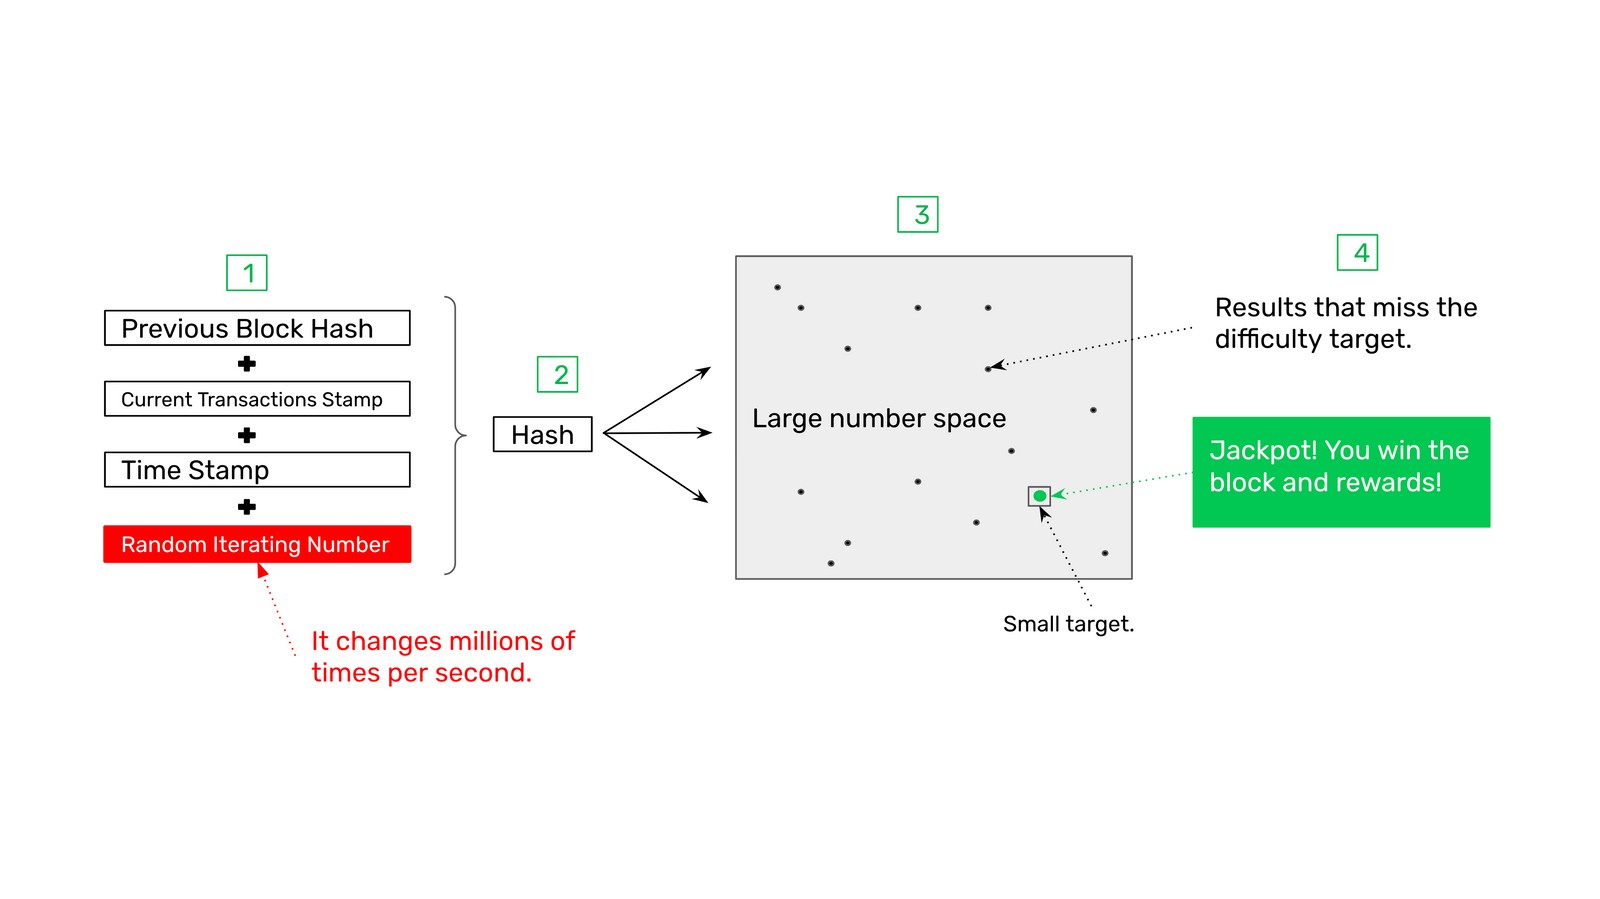 1
Previous Block Hash
Current Transactions Stamp
Time Stamp
Random Iterating Number
It changes millions of
times per second.
2
Hash
3
Large number space
Small target.
4
Results that miss the
difficulty target.
Jackpot! You win the
block and rewards!